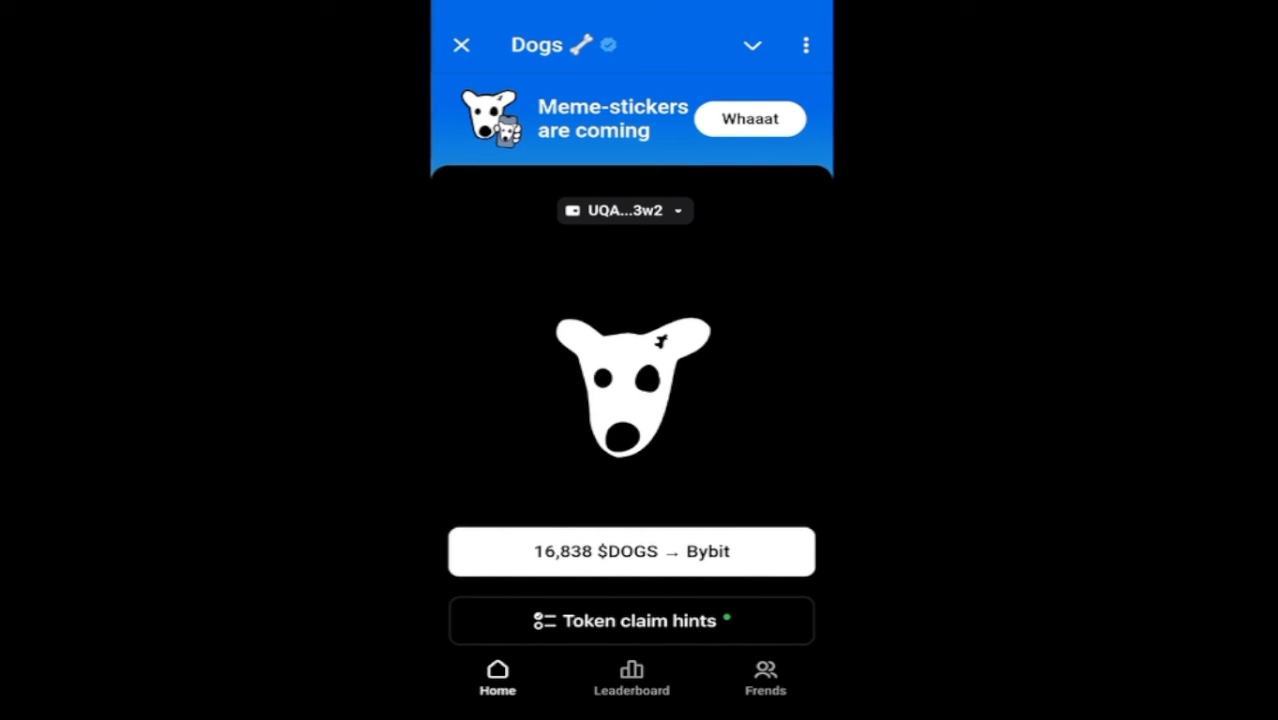 Dogs
Meme-stickers
are coming
Whaaat
UQA...3w2
16,838 $DOGS → Bybit
Token claim hints
Home
Leaderboard
Frends